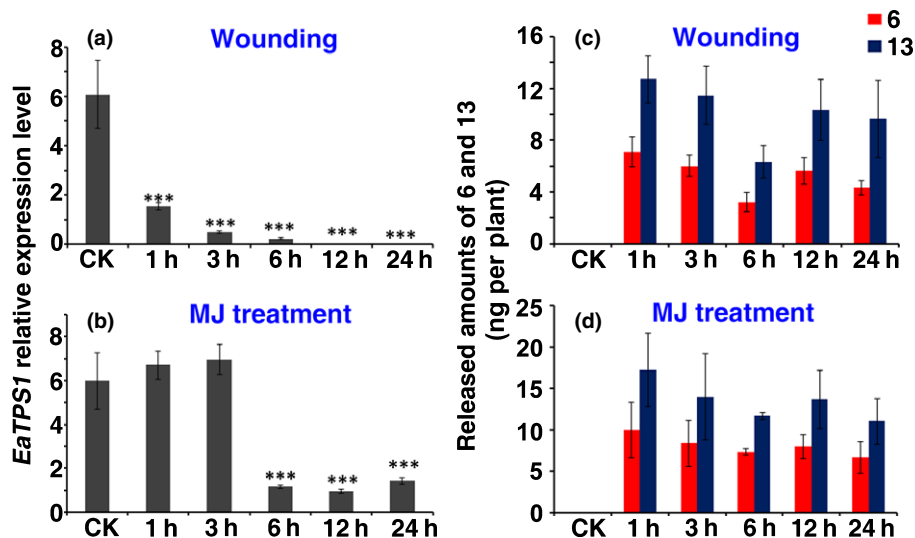 (a) Wounding
EaTPS1 relative expression level
8
6
4
2
0
***
***
***
***
***
CK 1 h 3 h 6 h 12 h 24 h
(b) MJ treatment
8
6
4
2
0
***
***
***
CK 1 h 3 h 6 h 12 h 24 h
(c) Wounding
6
13
Released amounts of 6 and 13
(ng per plant)
16
12
8
4
0
CK 1 h 3 h 6 h 12 h 24 h
(d) MJ treatment
25
20
15
10
5
0
CK 1 h 3 h 6 h 12 h 24 h